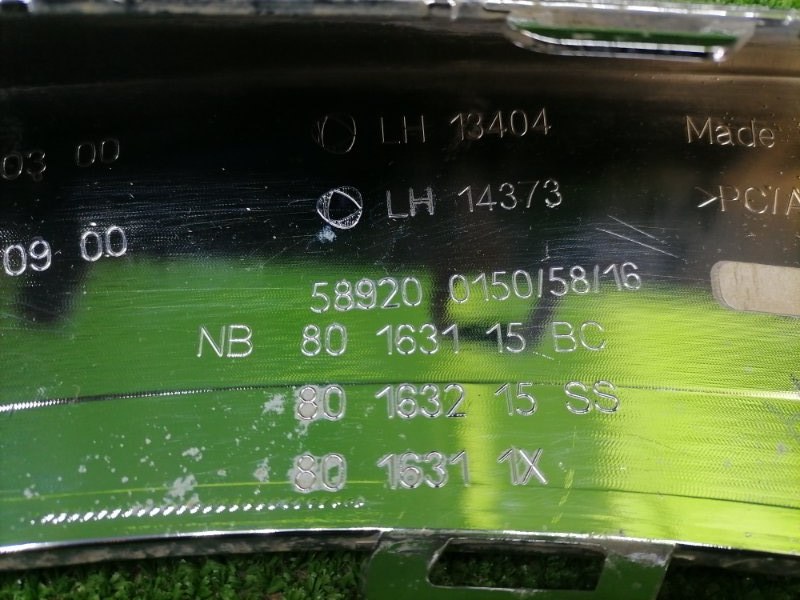 03 00
LH 13404
Made
LH 14373
>PC/A
09 00
58920 0150/58/16
NB 80 1631 15 BC
80 1632 15 SS
80 1631 1X